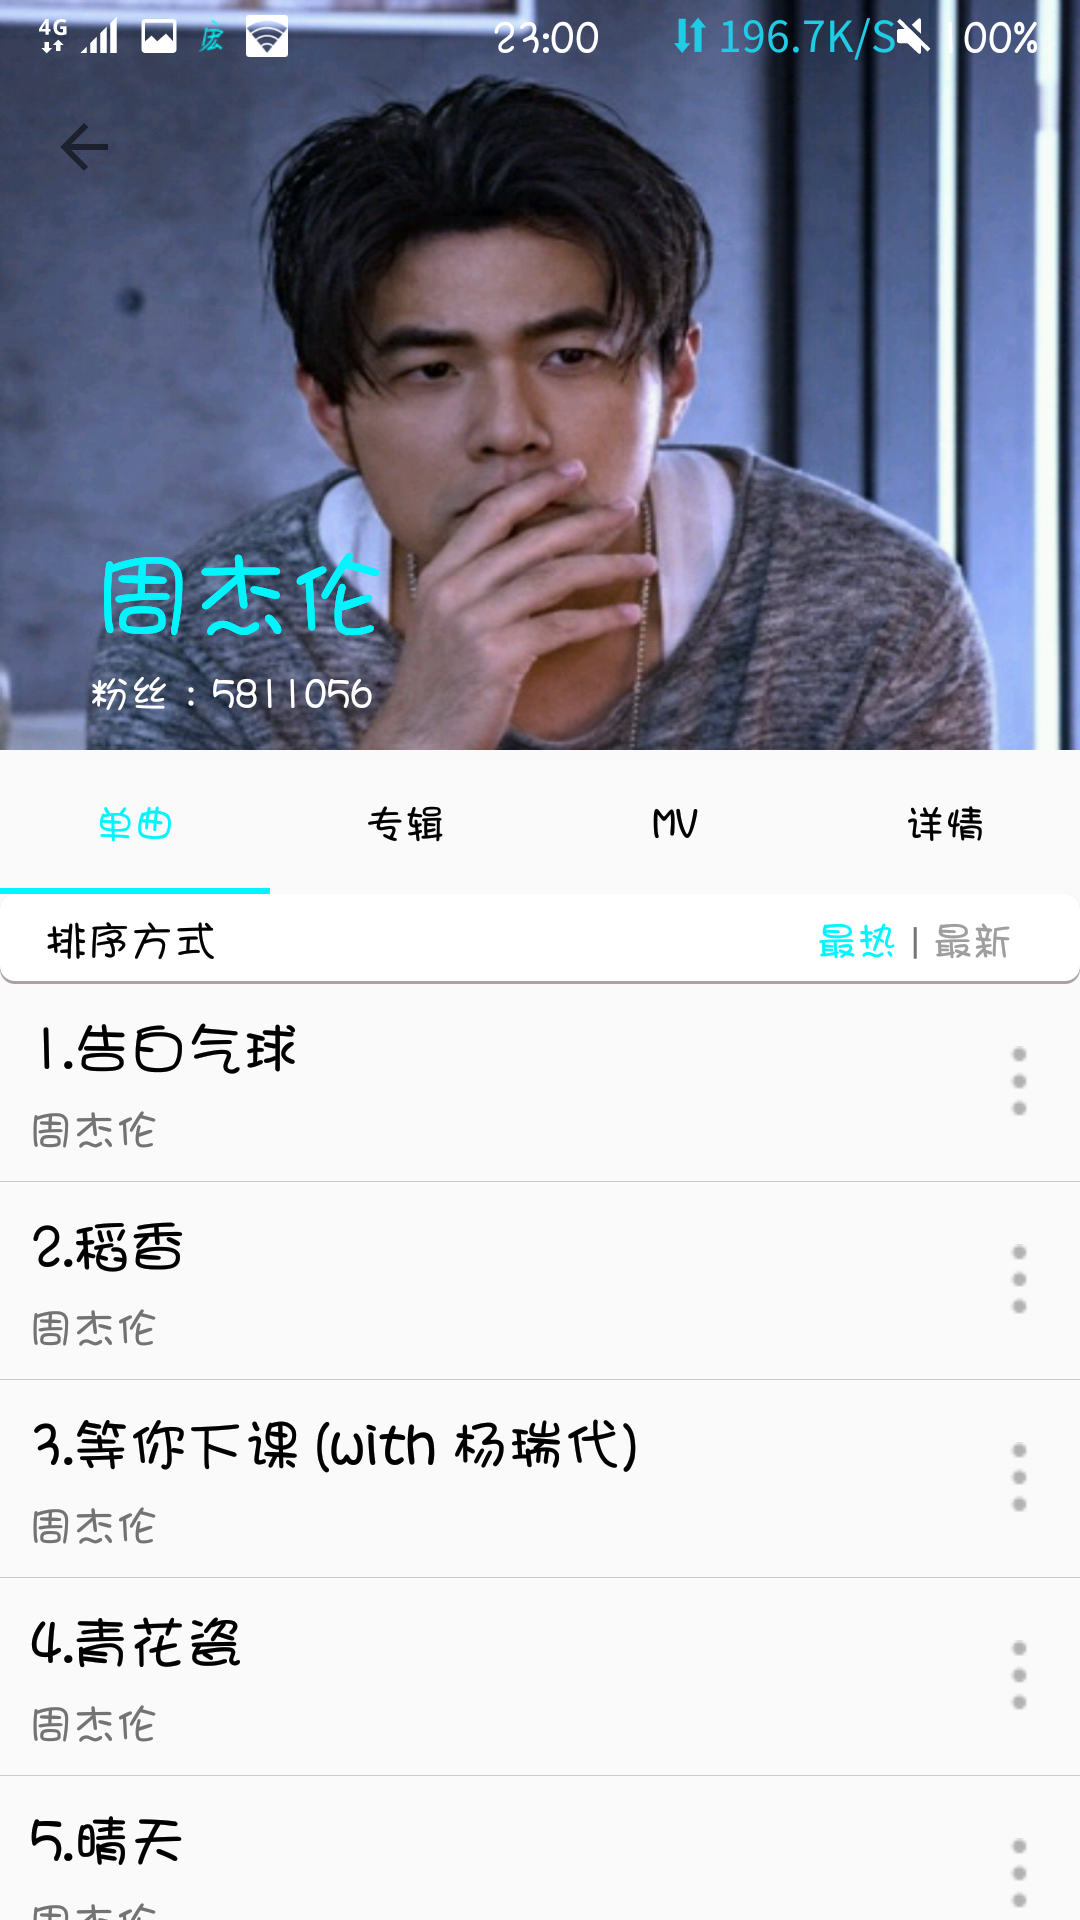 4G 23:00 196.7K/S 100%
周杰伦
粉丝：5811056
单曲 专辑 MV 详情
排序方式 最热 | 最新
1.告白气球
周杰伦
2.稻香
周杰伦
3.等你下课 (with 杨瑞代)
周杰伦
4.青花瓷
周杰伦
5.晴天
周杰伦